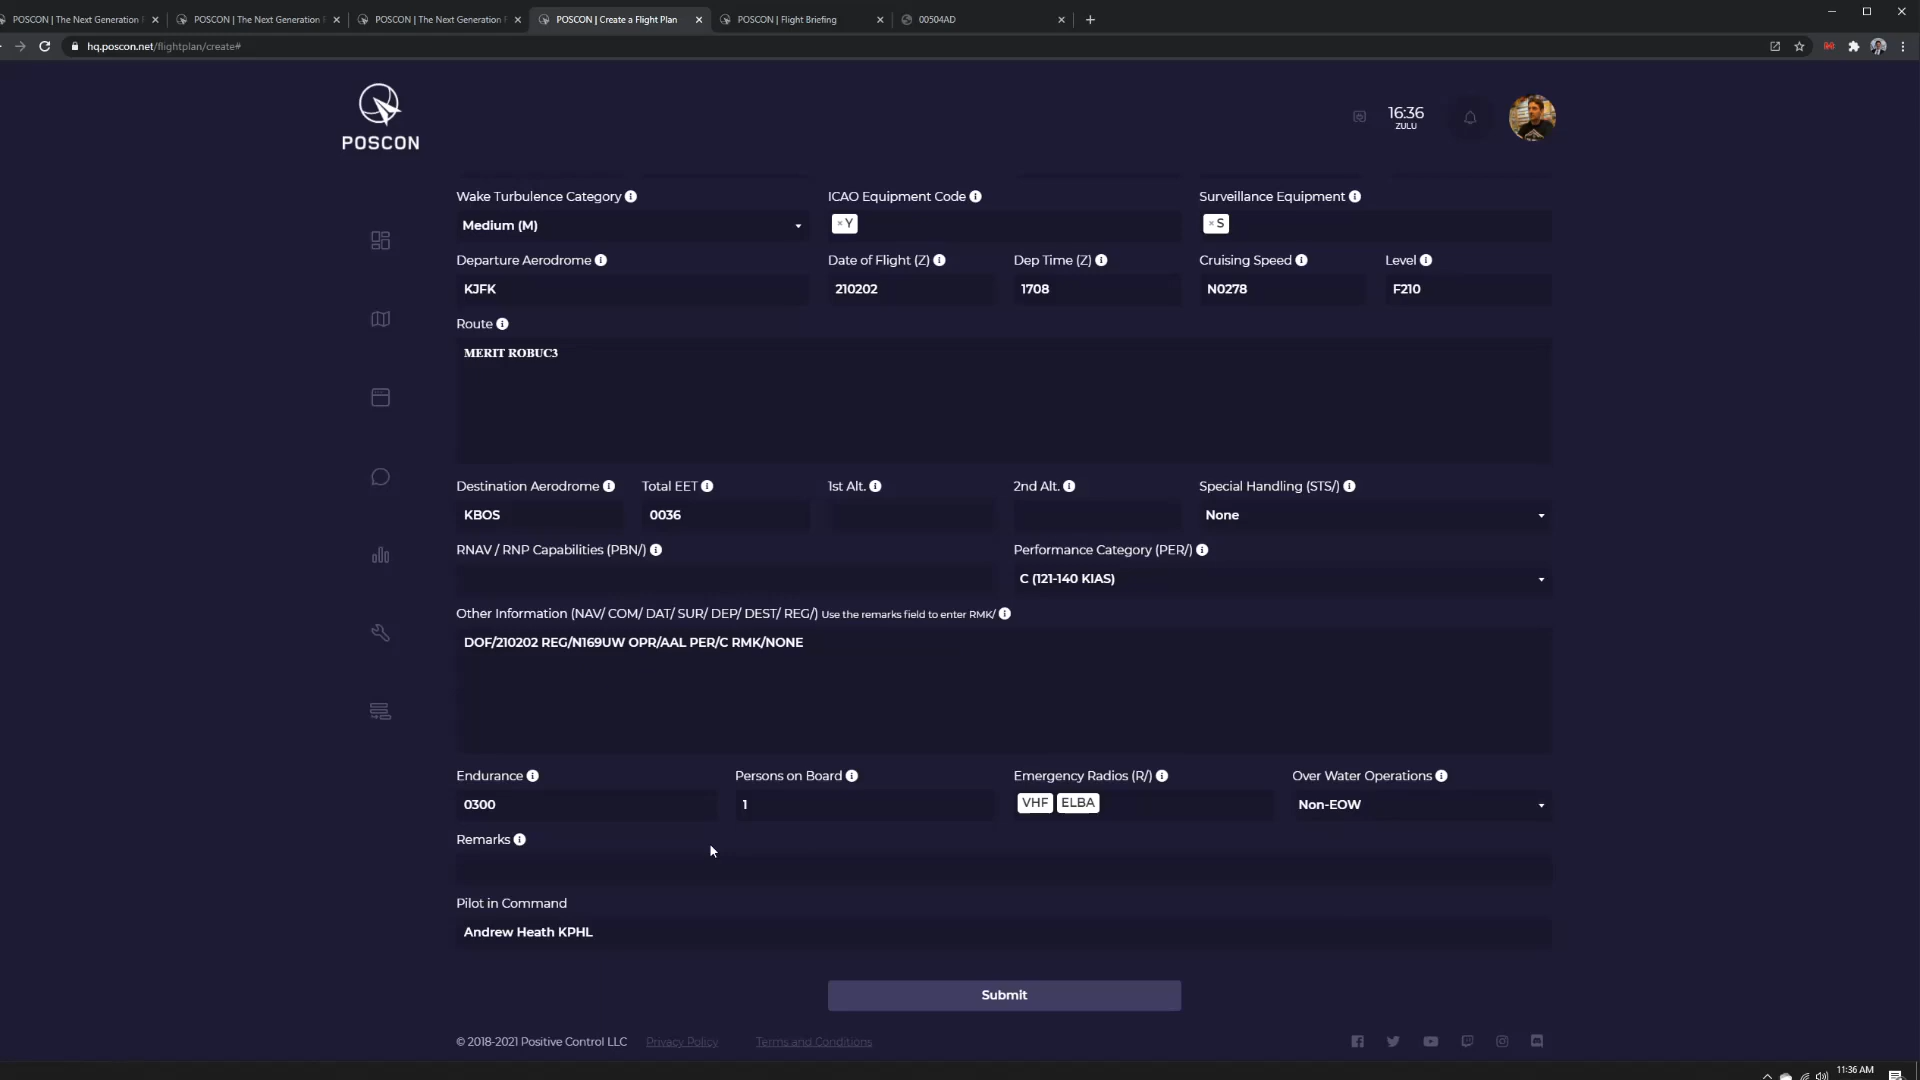 POSCON | The Next Generation
POSCON | The Next Generation
POSCON | The Next Generation
POSCON | Create a Flight Plan
POSCON | Flight Briefing
00504AD
hq.poscon.net/flightplan/create#
POSCON
16:36
ZULU
Wake Turbulence Category
ICAO Equipment Code
Surveillance Equipment
Medium (M)
× Y
× S
Departure Aerodrome
Date of Flight (Z)
Dep Time (Z)
Cruising Speed
Level
KJFK
210202
1708
N0278
F210
Route
MERIT ROBUC3
Destination Aerodrome
Total EET
1st Alt.
2nd Alt.
Special Handling (STS/)
KBOS
0036
None
RNAV / RNP Capabilities (PBN/)
Performance Category (PER/)
C (121-140 KIAS)
Other Information (NAV/ COM/ DAT/ SUR/ DEP/ DEST/ REG/) Use the remarks field to enter RMK/
DOF/210202 REG/N169UW OPR/AAL PER/C RMK/NONE
Endurance
Persons on Board
Emergency Radios (R/)
Over Water Operations
0300
1
VHF ELBA
Non-EOW
Remarks
Pilot in Command
Andrew Heath KPHL
Submit
© 2018-2021 Positive Control LLC
Privacy Policy
Terms and Conditions
11:36 AM